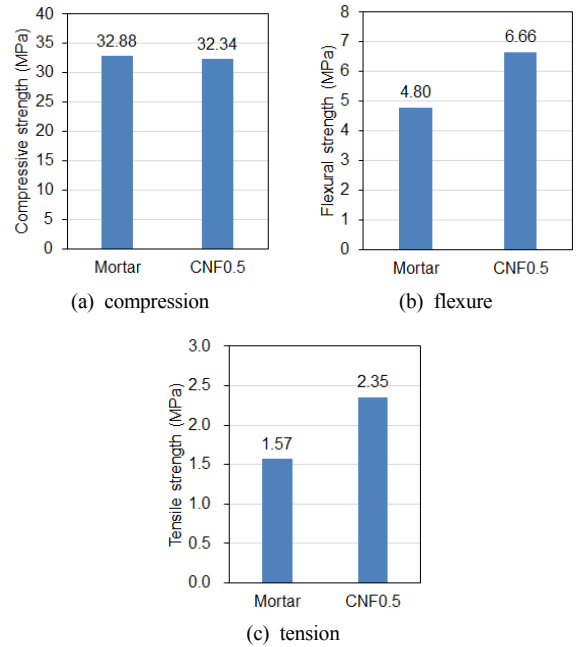 Compressive strength (MPa)
40
35
30
25
20
15
10
5
0
32.88
32.34
Mortar
CNF0.5
(a) compression
Flexural strength (MPa)
8
7
6
5
4
3
2
1
0
4.80
6.66
Mortar
CNF0.5
(b) flexure
Tensile strength (MPa)
3.0
2.5
2.0
1.5
1.0
0.5
0.0
1.57
2.35
Mortar
CNF0.5
(c) tension